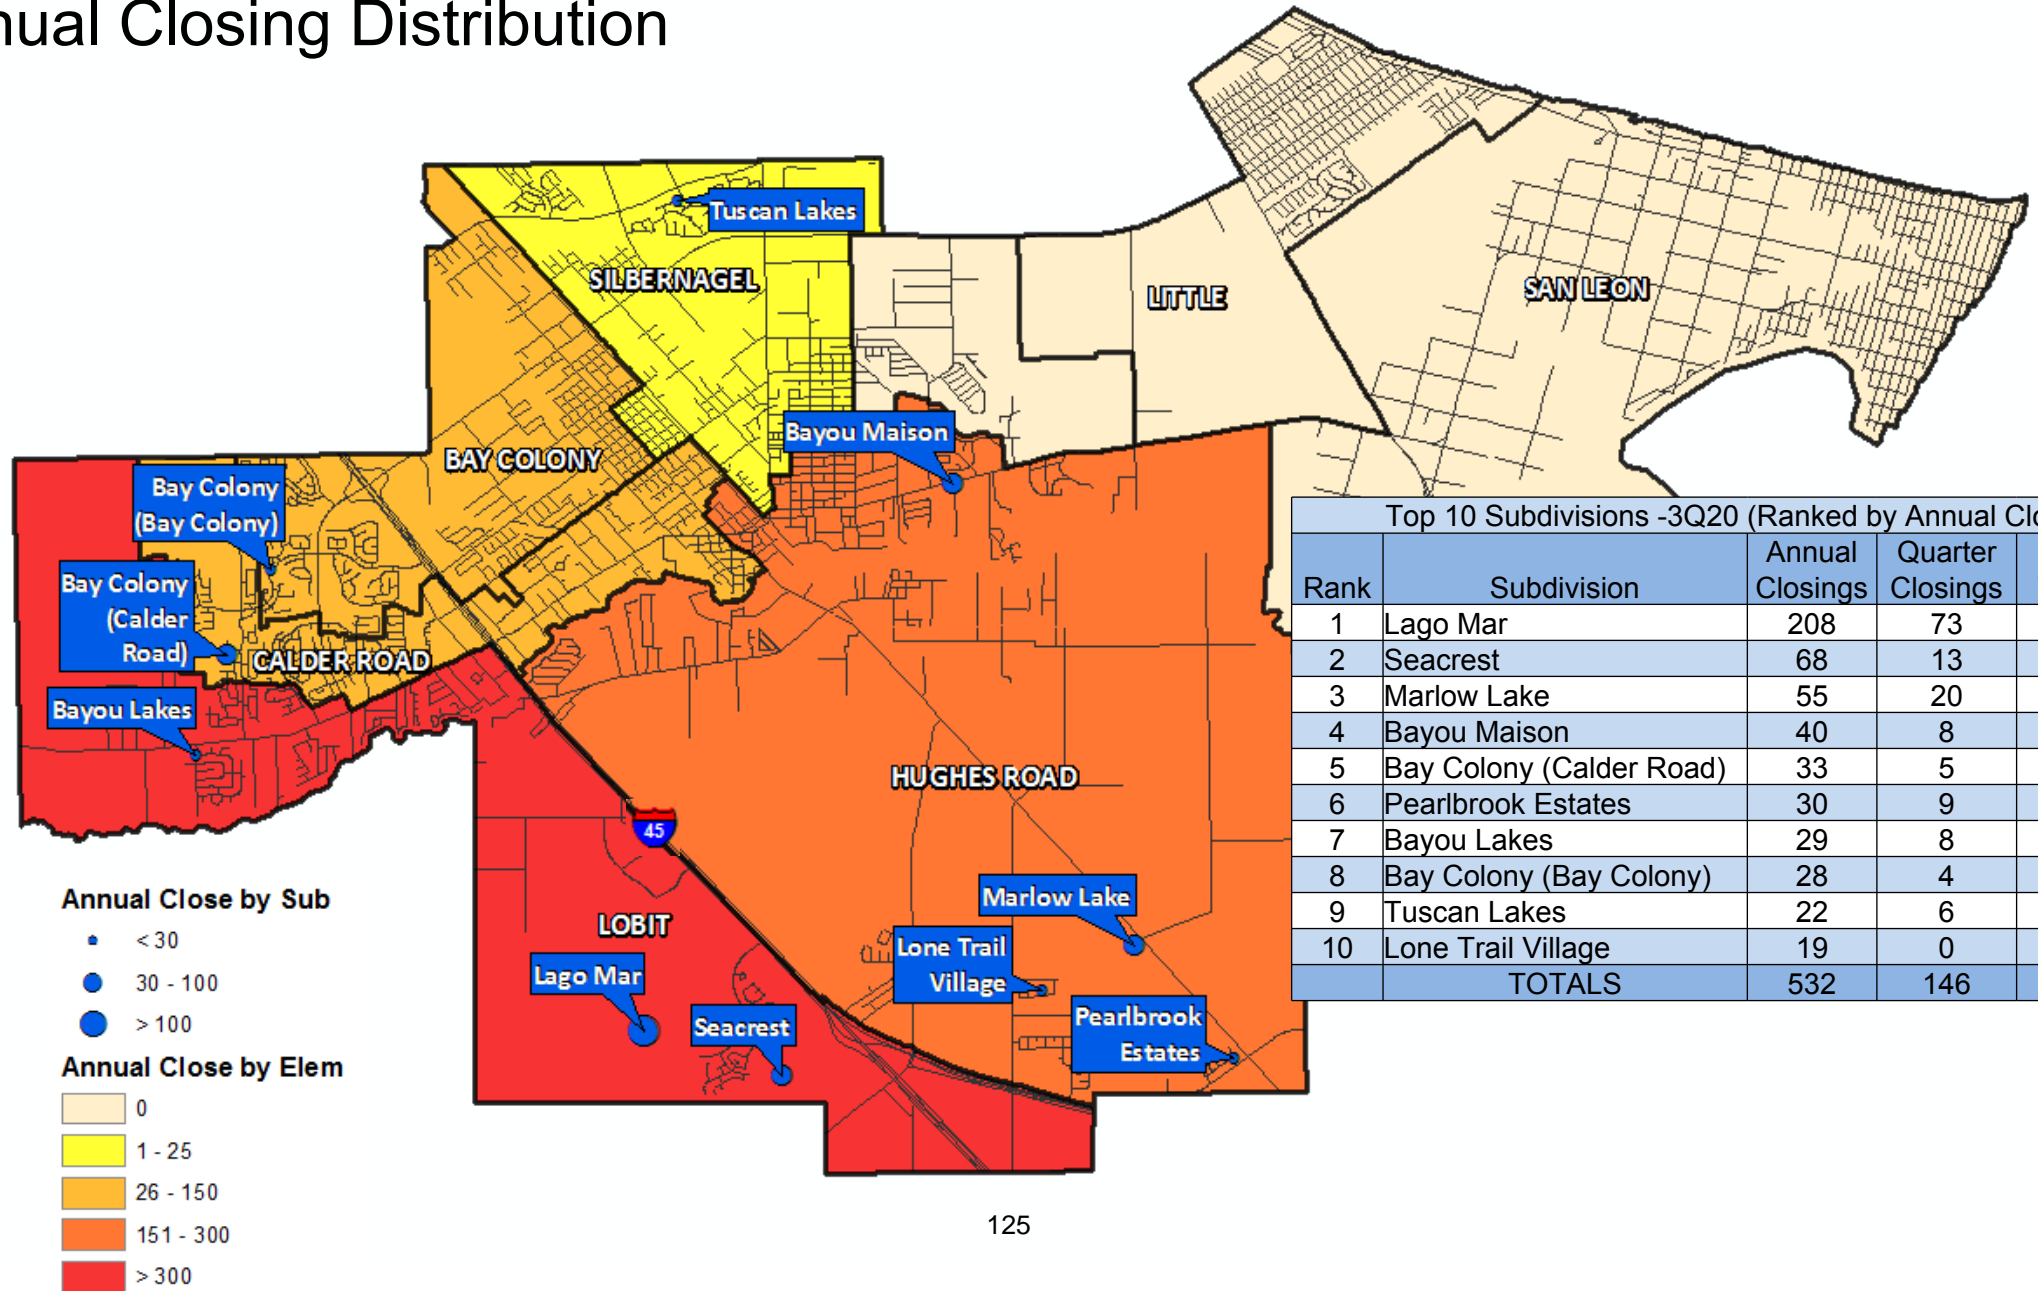 nual Closing Distribution
Tuscan Lakes
SILBERNAGEL
LITTLE
SAN LEON
Bayou Maison
BAY COLONY
Bay Colony
(Bay Colony)
Bay Colony
(Calder
Road)
CALDER ROAD
Bayou Lakes
HUGHES ROAD
45
Marlow Lake
LOBIT
Lone Trail
Village
Lago Mar
Seacrest
Pearlbrook
Estates
Top 10 Subdivisions -3Q20 (Ranked by Annual Clo
Rank Subdivision Annual Closings Quarter Closings
1 Lago Mar 208 73
2 Seacrest 68 13
3 Marlow Lake 55 20
4 Bayou Maison 40 8
5 Bay Colony (Calder Road) 33 5
6 Pearlbrook Estates 30 9
7 Bayou Lakes 29 8
8 Bay Colony (Bay Colony) 28 4
9 Tuscan Lakes 22 6
10 Lone Trail Village 19 0
TOTALS 532 146
Annual Close by Sub
< 30
30 - 100
> 100
Annual Close by Elem
0
1 - 25
26 - 150
151 - 300
> 300
125